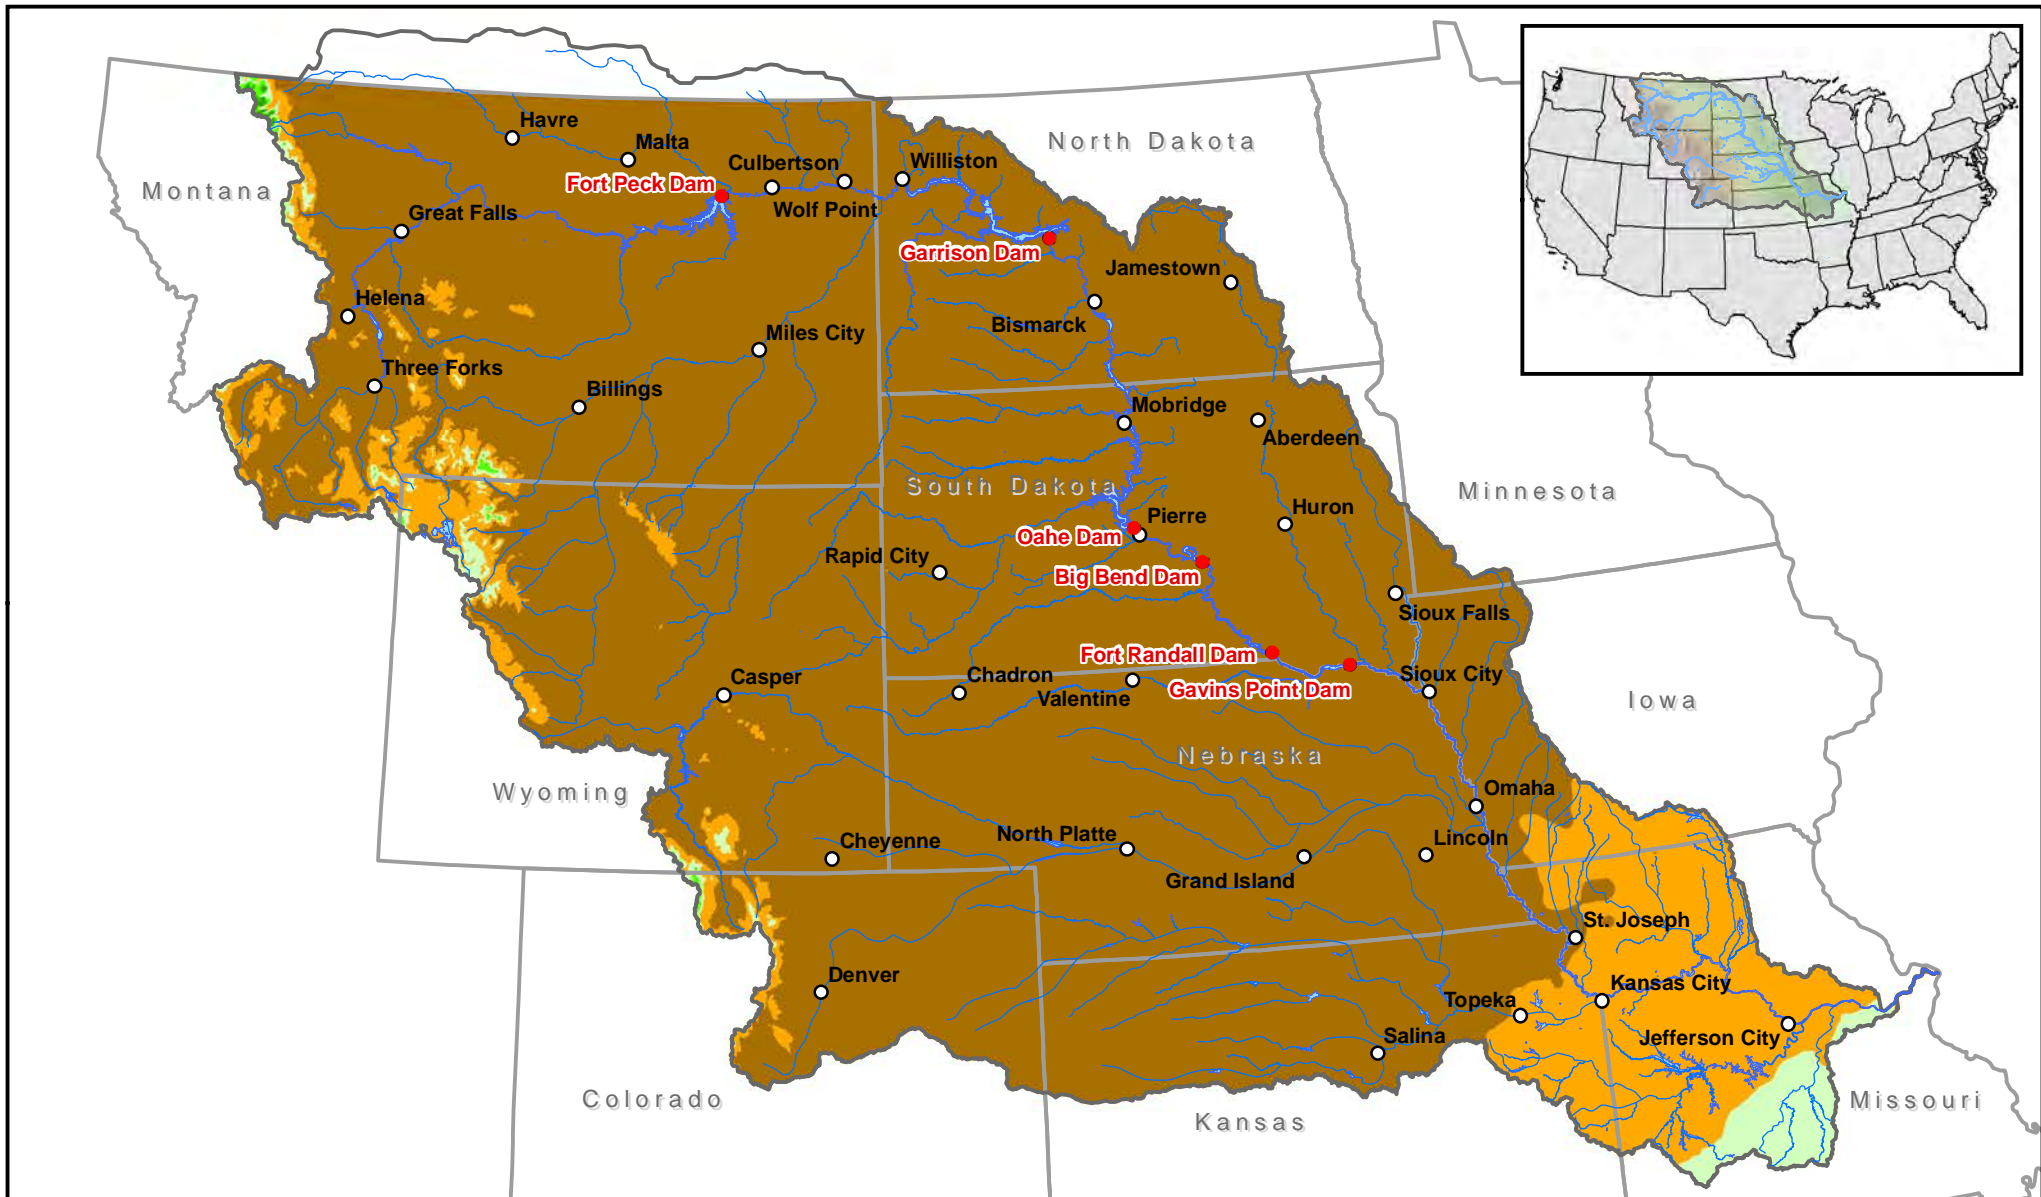 North Dakota
Havre
Malta
Culbertson
Williston
Fort Peck Dam
Montana
Wolf Point
Great Falls
Garrison Dam
Jamestown
Helena
Bismarck
Miles City
Three Forks
Billings
Mobridge
Aberdeen
South Dakota
Minnesota
Huron
Pierre
Oahe Dam
Rapid City
Big Bend Dam
Sioux Falls
Fort Randall Dam
Chadron
Sioux City
Casper
Gavins Point Dam
Valentine
Iowa
Nebraska
Wyoming
Omaha
North Platte
Lincoln
Cheyenne
Grand Island
St. Joseph
Denver
Kansas City
Topeka
Salina
Jefferson City
Colorado
Missouri
Kansas